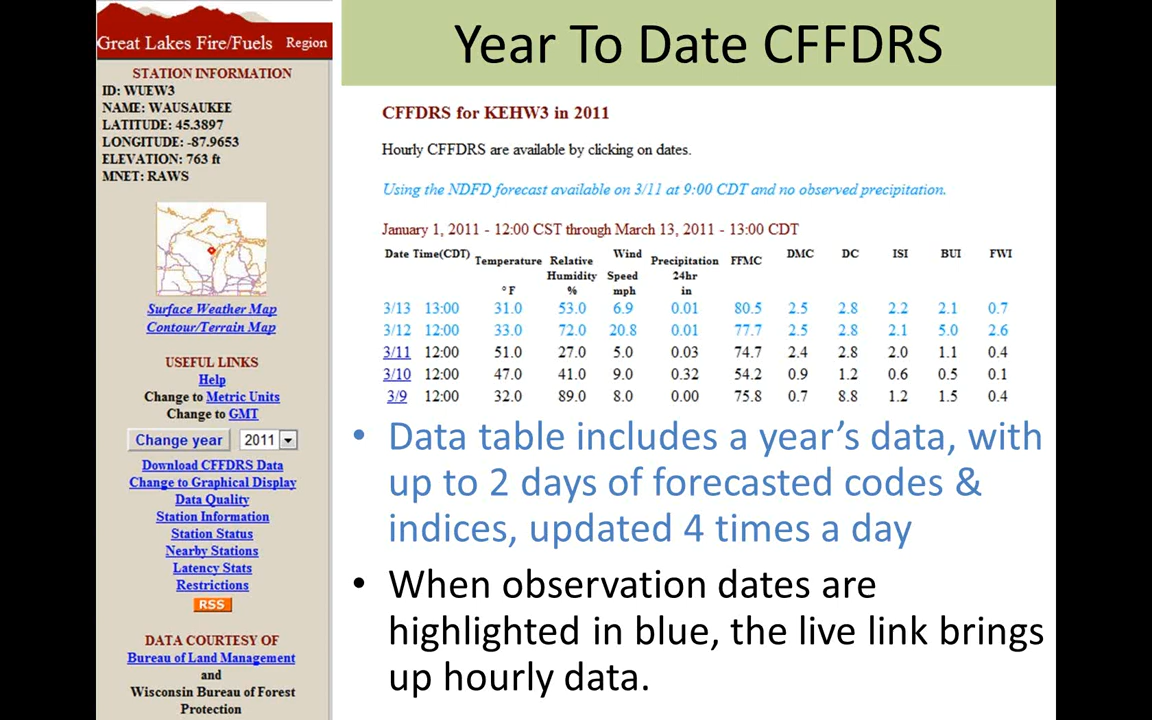 Great Lakes Fire/Fuels Region
STATION INFORMATION
ID: WUEW3
NAME: WAUSAUKEE
LATITUDE: 45.3897
LONGITUDE: -87.9653
ELEVATION: 763 ft
MNET: RAWS
Surface Weather Map
Contour/Terrain Map
USEFUL LINKS
Help
Change to Metric Units
Change to GMT
Change year 2011
Download CFFDRS Data
Change to Graphical Display
Data Quality
Station Information
Station Status
Nearby Stations
Latency Stats
Restrictions
RSS
DATA COURTESY OF
Bureau of Land Management
and
Wisconsin Bureau of Forest
Protection
Year To Date CFFDRS
CFFDRS for KEHW3 in 2011
Hourly CFFDRS are available by clicking on dates.
Using the NDFD forecast available on 3/11 at 9:00 CDT and no observed precipitation.
January 1, 2011 - 12:00 CST through March 13, 2011 - 13:00 CDT
Date Time(CDT) Temperature Relative Wind Precipitation FFMC DMC DC ISI BUI FWI
Humidity Speed 24hr
° F % mph in
3/13 13:00 31.0 53.0 6.9 0.01 80.5 2.5 2.8 2.2 2.1 0.7
3/12 12:00 33.0 72.0 20.8 0.01 77.7 2.5 2.8 2.1 5.0 2.6
3/11 12:00 51.0 27.0 5.0 0.03 74.7 2.4 2.8 2.0 1.1 0.4
3/10 12:00 47.0 41.0 9.0 0.32 54.2 0.9 1.2 0.6 0.5 0.1
3/9 12:00 32.0 89.0 8.0 0.00 75.8 0.7 8.8 1.2 1.5 0.4
• Data table includes a year’s data, with
up to 2 days of forecasted codes &
indices, updated 4 times a day
• When observation dates are
highlighted in blue, the live link brings
up hourly data.